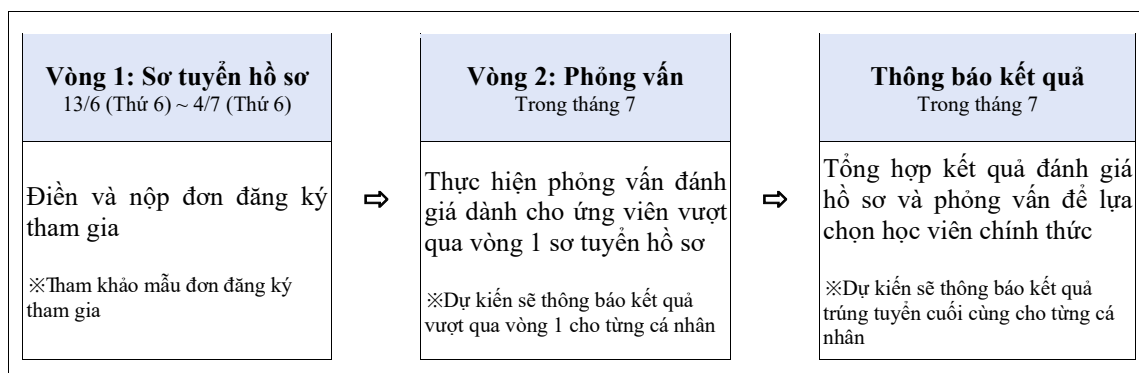 Vòng 1: Sơ tuyển hồ sơ
13/6 (Thứ 6) ~ 4/7 (Thứ 6)
Điền và nộp đơn đăng ký
tham gia
※Tham khảo mẫu đơn đăng ký
tham gia
⇨
Vòng 2: Phỏng vấn
Trong tháng 7
Thực hiện phỏng vấn đánh
giá dành cho ứng viên vượt
qua vòng 1 sơ tuyển hồ sơ
※Dự kiến sẽ thông báo kết quả
vượt qua vòng 1 cho từng cá nhân
⇨
Thông báo kết quả
Trong tháng 7
Tổng hợp kết quả đánh giá
hồ sơ và phỏng vấn để lựa
chọn học viên chính thức
※Dự kiến sẽ thông báo kết quả
trúng tuyển cuối cùng cho từng cá
nhân